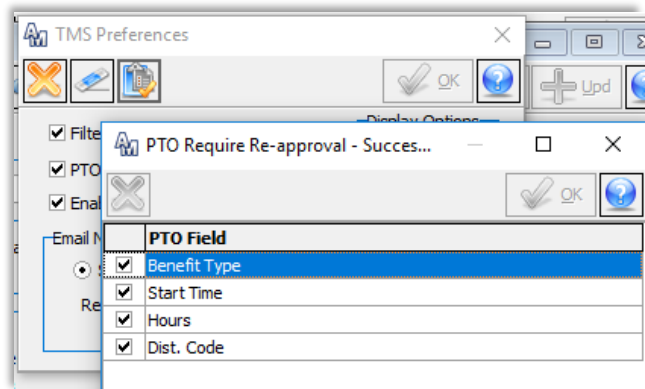 TMS Preferences
OK
Upd
Display Options
Filte
PTO Require Re-approval - Succes...
PTO
OK
Enal
Email N
PTO Field
Benefit Type
Start Time
Re
Hours
Dist. Code